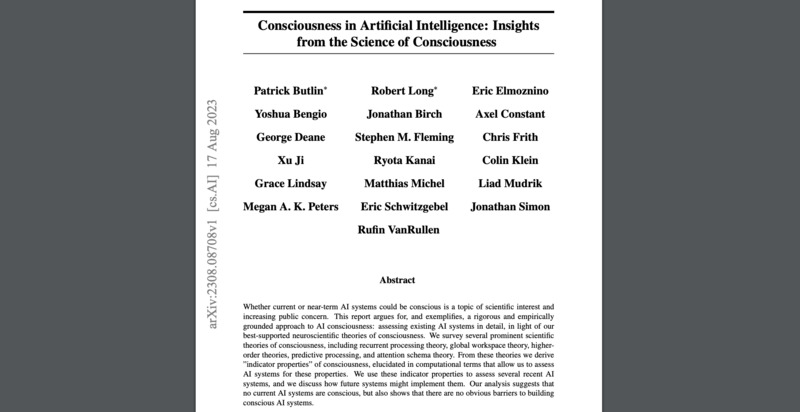 Consciousness in Artificial Intelligence: Insights
from the Science of Consciousness
Patrick Butlin* Robert Long* Eric Elmoznino
Yoshua Bengio Jonathan Birch Axel Constant
George Deane Stephen M. Fleming Chris Frith
Xu Ji Ryota Kanai Colin Klein
Grace Lindsay Matthias Michel Liad Mudrik
Megan A. K. Peters Eric Schwitzgebel Jonathan Simon
Rufin VanRullen
arXiv:2308.08708v1 [cs.AI] 17 Aug 2023
Abstract
Whether current or near-term AI systems could be conscious is a topic of scientific interest and
increasing public concern. This report argues for, and exemplifies, a rigorous and empirically
grounded approach to AI consciousness: assessing existing AI systems in detail, in light of our
best-supported neuroscientific theories of consciousness. We survey several prominent scientific
theories of consciousness, including recurrent processing theory, global workspace theory, higher-
order theories, predictive processing, and attention schema theory. From these theories we derive
"indicator properties" of consciousness, elucidated in computational terms that allow us to assess
AI systems for these properties. We use these indicator properties to assess several recent AI
systems, and we discuss how future systems might implement them. Our analysis suggests that
no current AI systems are conscious, but also shows that there are no obvious barriers to building
conscious AI systems.